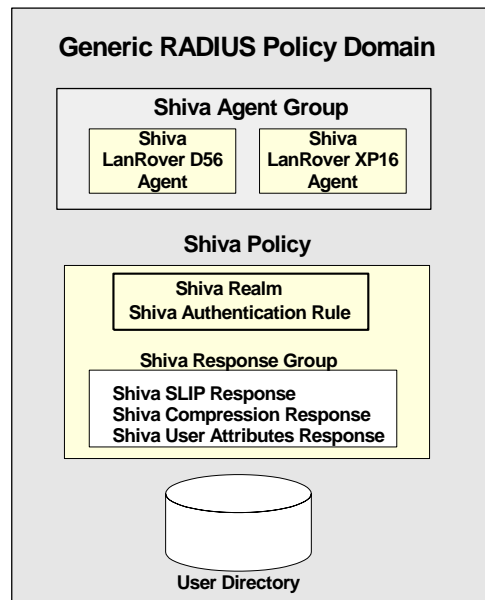 Generic RADIUS Policy Domain
Shiva Agent Group
Shiva
LanRover D56
Agent
Shiva
LanRover XP16
Agent
Shiva Policy
Shiva Realm
Shiva Authentication Rule
Shiva Response Group
Shiva SLIP Response
Shiva Compression Response
Shiva User Attributes Response
User Directory